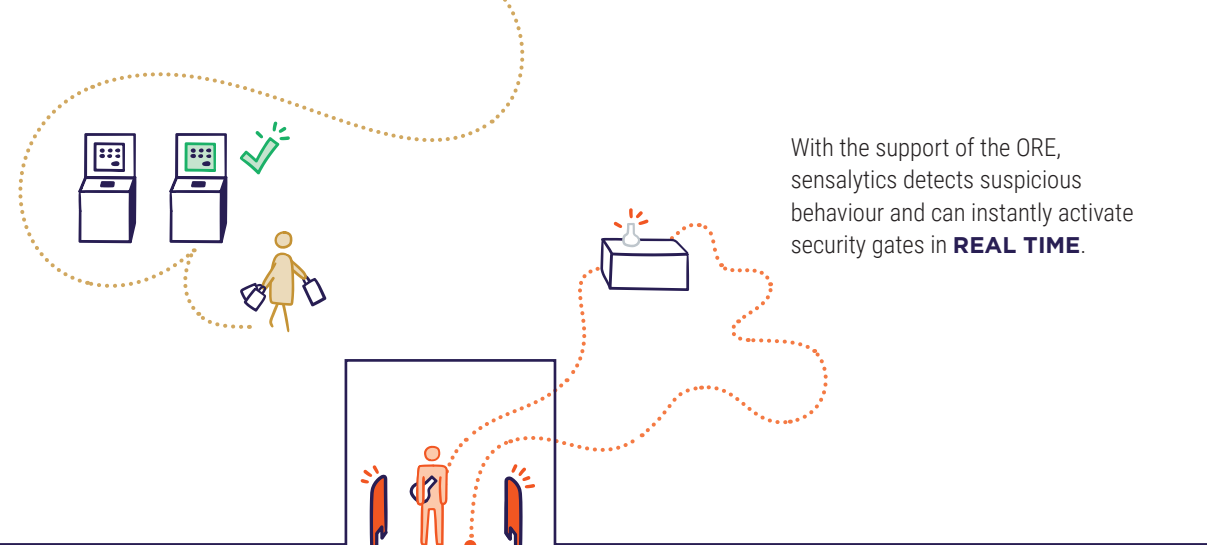 With the support of the ORE,
sensalytics detects suspicious
behaviour and can instantly activate
security gates in REAL TIME.